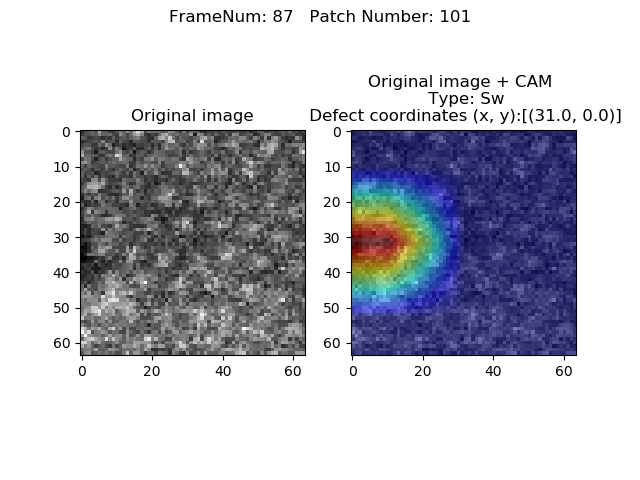 FrameNum: 87   Patch Number: 101
Original image
Original image + CAM
Type: Sw
Defect coordinates (x, y):[(31.0, 0.0)]
0
10
20
30
40
50
60
0 20 40 60
0
10
20
30
40
50
60
0 20 40 60